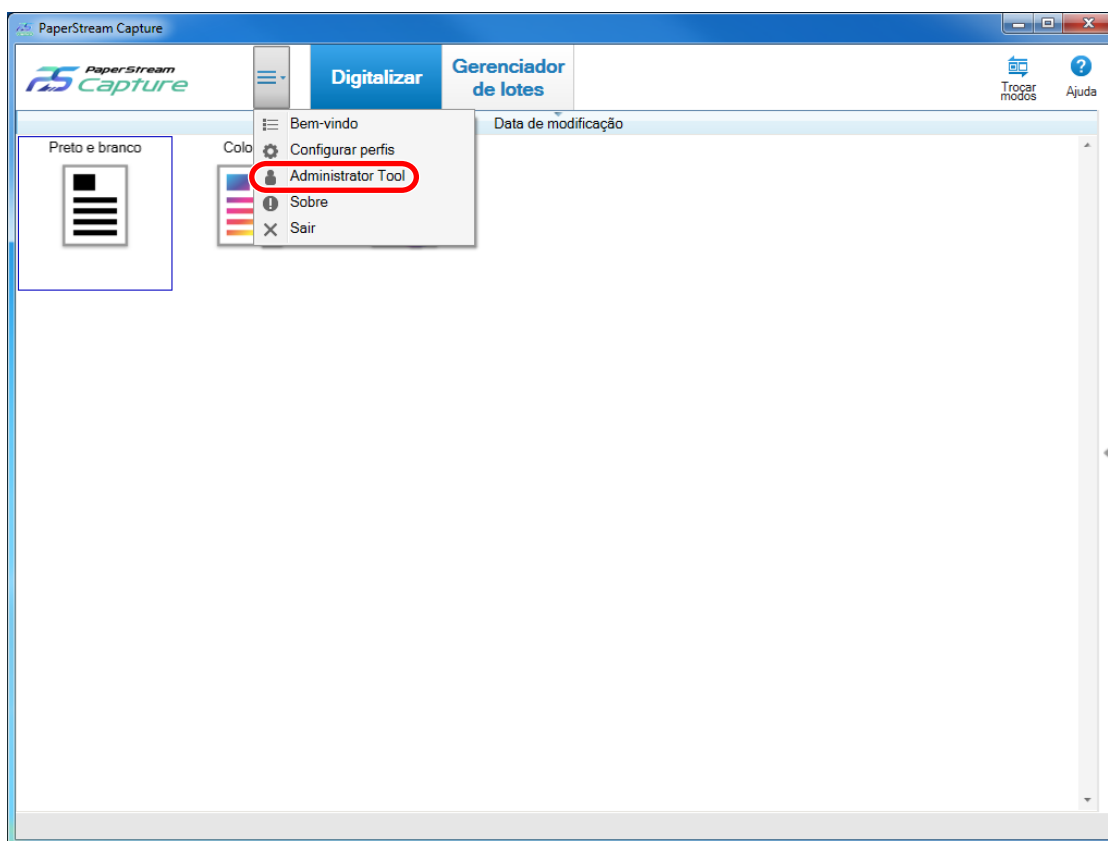 PaperStream Capture
PaperStream
Capture
Digitalizar
Gerenciador
de lotes
Trocar
modos
Ajuda
Data de modificação
Bem-vindo
Configurar perfis
Administrator Tool
Sobre
Sair
Preto e branco
Colo